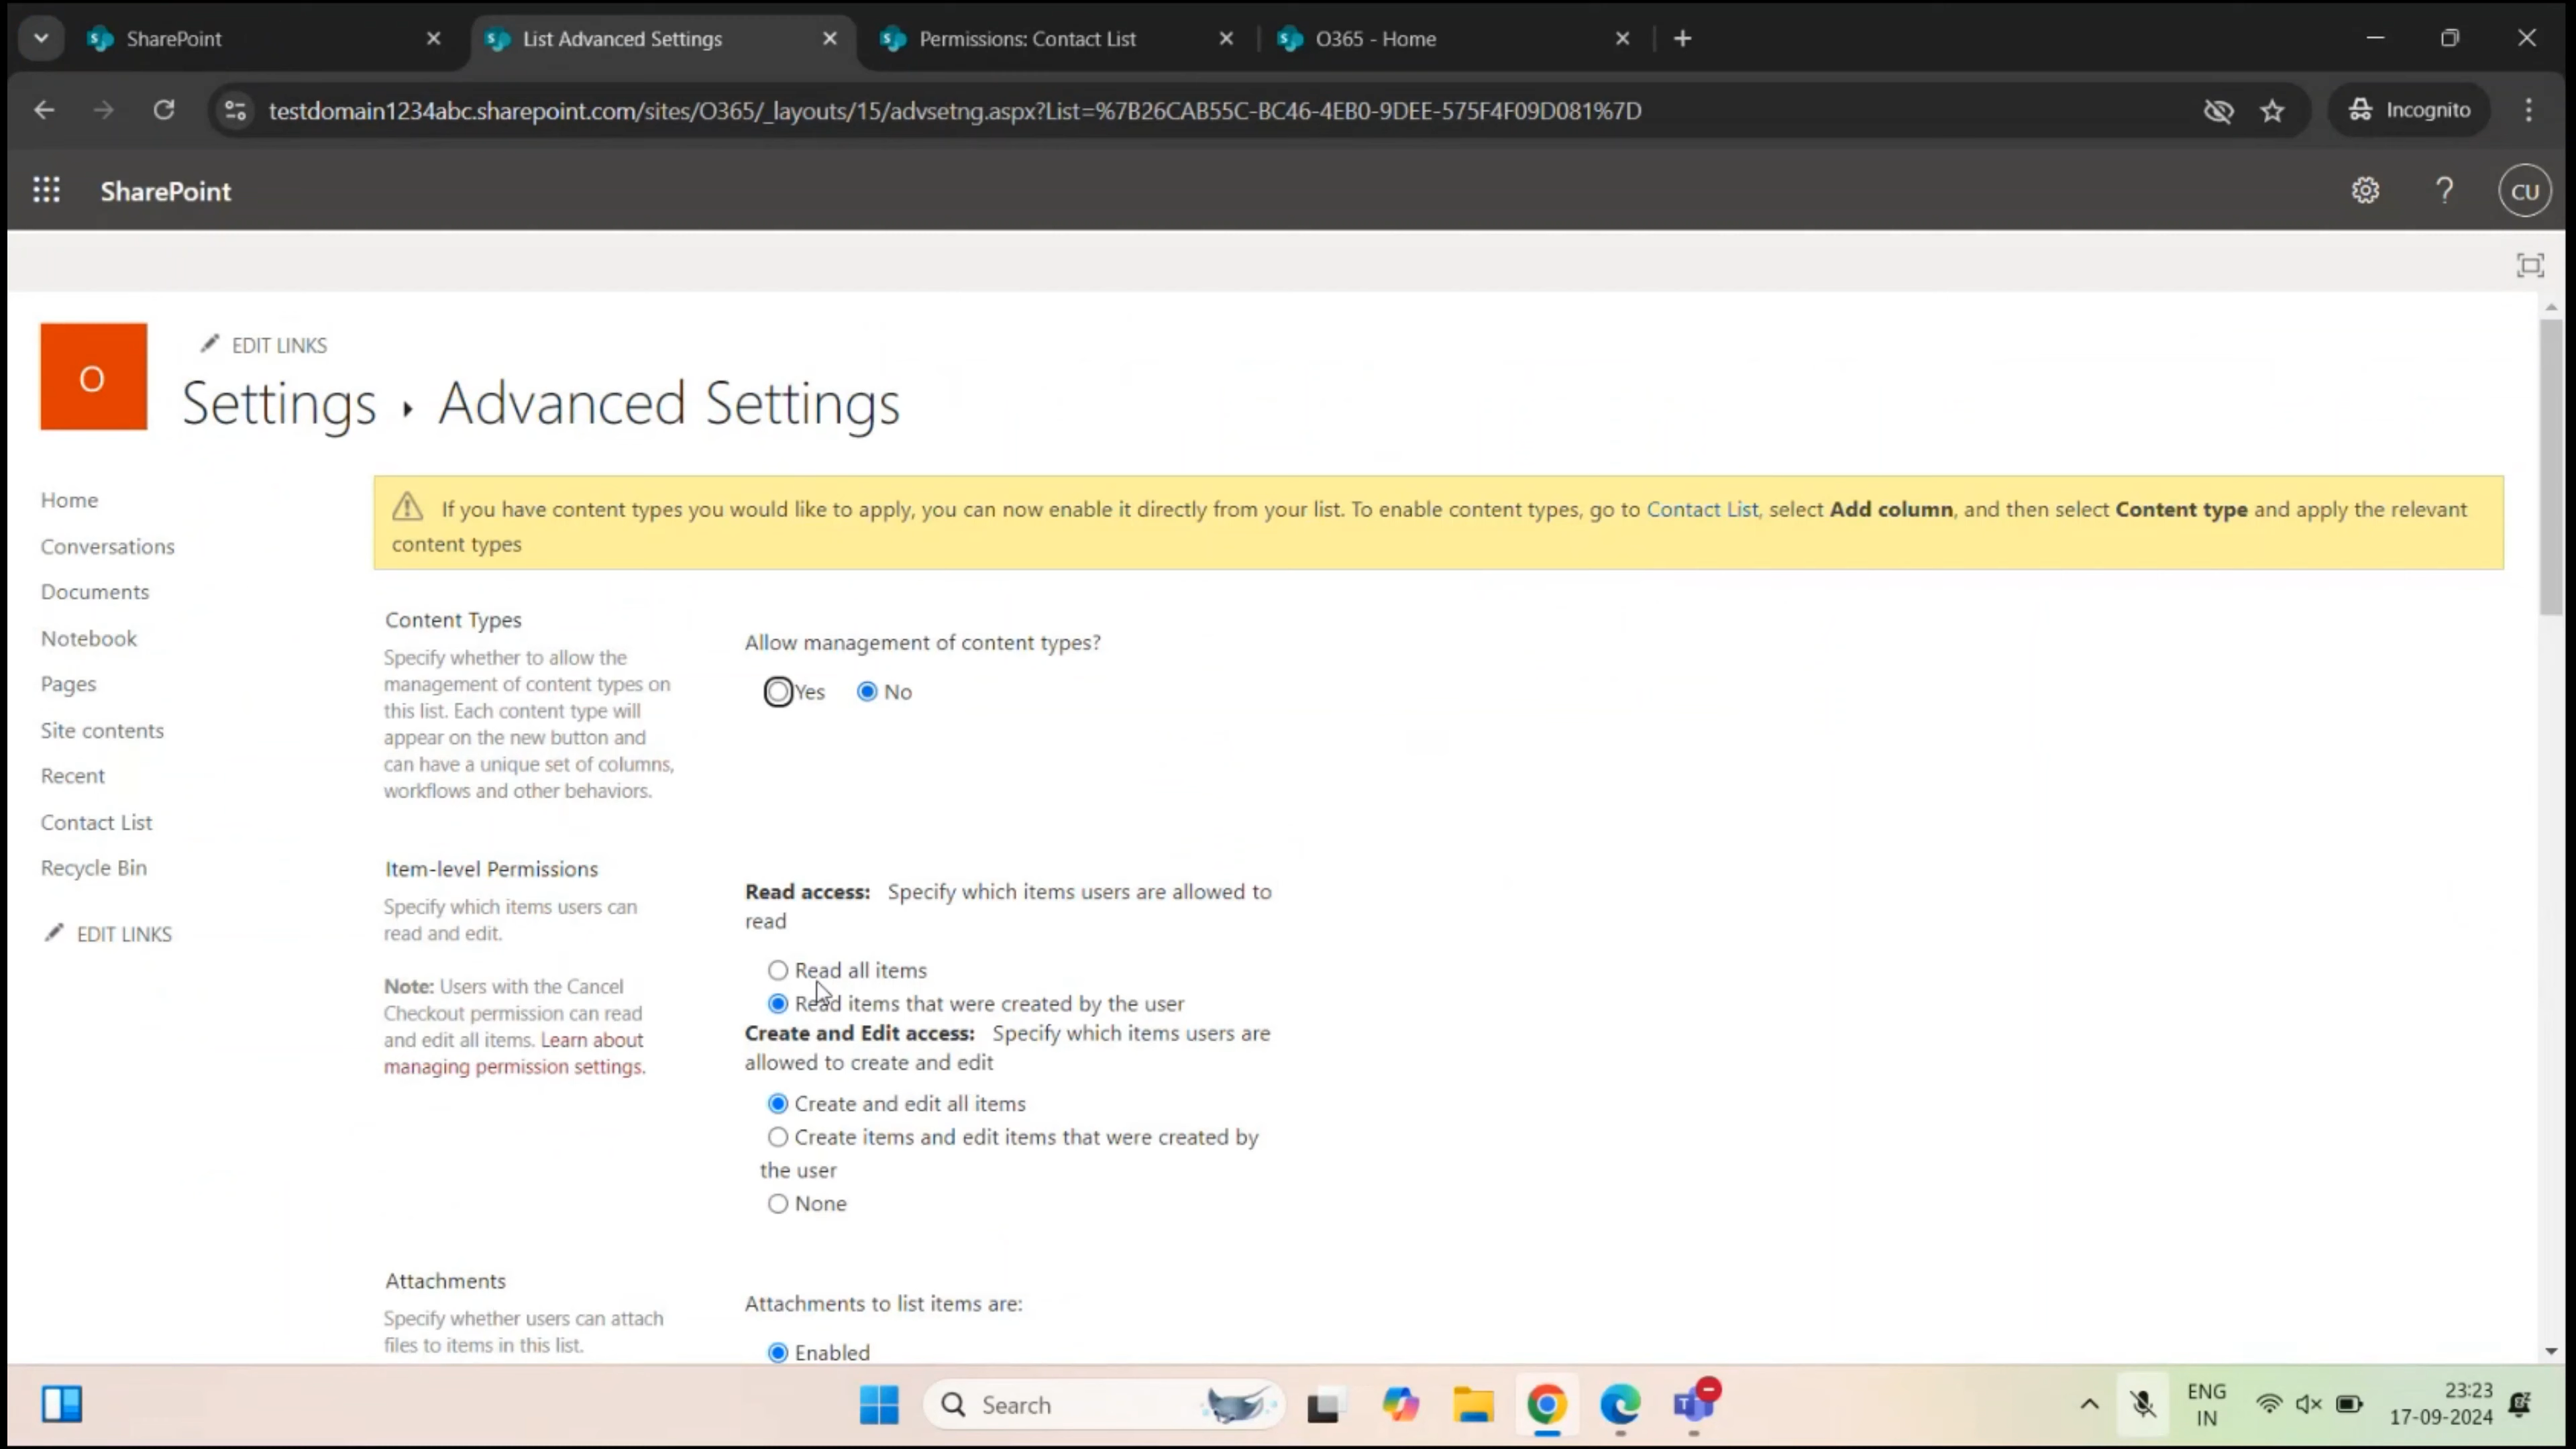 SharePoint
List Advanced Settings
Permissions: Contact List
O365 - Home
testdomain1234abc.sharepoint.com/sites/O365/_layouts/15/advsetng.aspx?List=%7B26CAB55C-BC46-4EB0-9DEE-575F4F09D081%7D
Incognito
SharePoint
CU
O
EDIT LINKS
Settings ▸ Advanced Settings
Home
Conversations
Documents
Notebook
Pages
Site contents
Recent
Contact List
Recycle Bin
EDIT LINKS
If you have content types you would like to apply, you can now enable it directly from your list. To enable content types, go to Contact List, select Add column, and then select Content type and apply the relevant
content types
Content Types
Specify whether to allow the
management of content types on
this list. Each content type will
appear on the new button and
can have a unique set of columns,
workflows and other behaviors.
Allow management of content types?
Yes No
Item-level Permissions
Specify which items users can
read and edit.
Note: Users with the Cancel
Checkout permission can read
and edit all items. Learn about
managing permission settings.
Read access: Specify which items users are allowed to
read
Read all items
Read items that were created by the user
Create and Edit access: Specify which items users are
allowed to create and edit
Create and edit all items
Create items and edit items that were created by
the user
None
Attachments
Specify whether users can attach
files to items in this list.
Attachments to list items are:
Enabled
Search
ENG
IN
23:23
17-09-2024